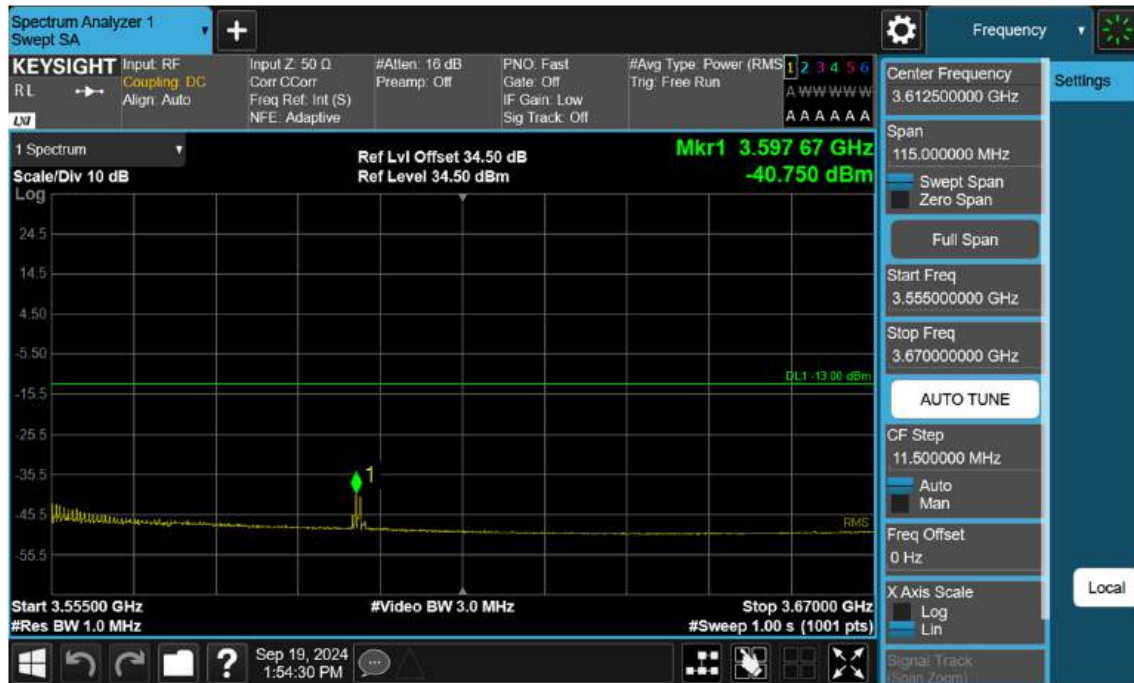 Spectrum Analyzer 1
Swept SA
Frequency
KEYSIGHT
RL
LXI
Input: RF
Coupling: DC
Align: Auto
Input Z: 50 Ω
Corr CCorr
Freq Ref: Int (S)
NFE: Adaptive
#Atten: 16 dB
Preamp: Off
PNO: Fast
Gate: Off
IF Gain: Low
Sig Track: Off
#Avg Type: Power (RMS
Trig: Free Run
1 2 3 4 5 6
A W W W W W
A A A A A A
1 Spectrum
Scale/Div 10 dB
Ref Lvl Offset 34.50 dB
Ref Level 34.50 dBm
Mkr1 3.597 67 GHz
-40.750 dBm
Log
24.5
14.5
4.50
-5.50
-15.5
-25.5
-35.5
-45.5
-55.5
DL1 -13.00 dBm
1
RMS
Start 3.55500 GHz
#Res BW 1.0 MHz
#Video BW 3.0 MHz
Stop 3.67000 GHz
#Sweep 1.00 s (1001 pts)
Sep 19, 2024
1:54:30 PM
Center Frequency
3.612500000 GHz
Span
115.000000 MHz
Swept Span
Zero Span
Full Span
Start Freq
3.555000000 GHz
Stop Freq
3.670000000 GHz
AUTO TUNE
CF Step
11.500000 MHz
Auto
Man
Freq Offset
0 Hz
X Axis Scale
Log
Lin
Signal Track
(Span Zoom)
Settings
Local